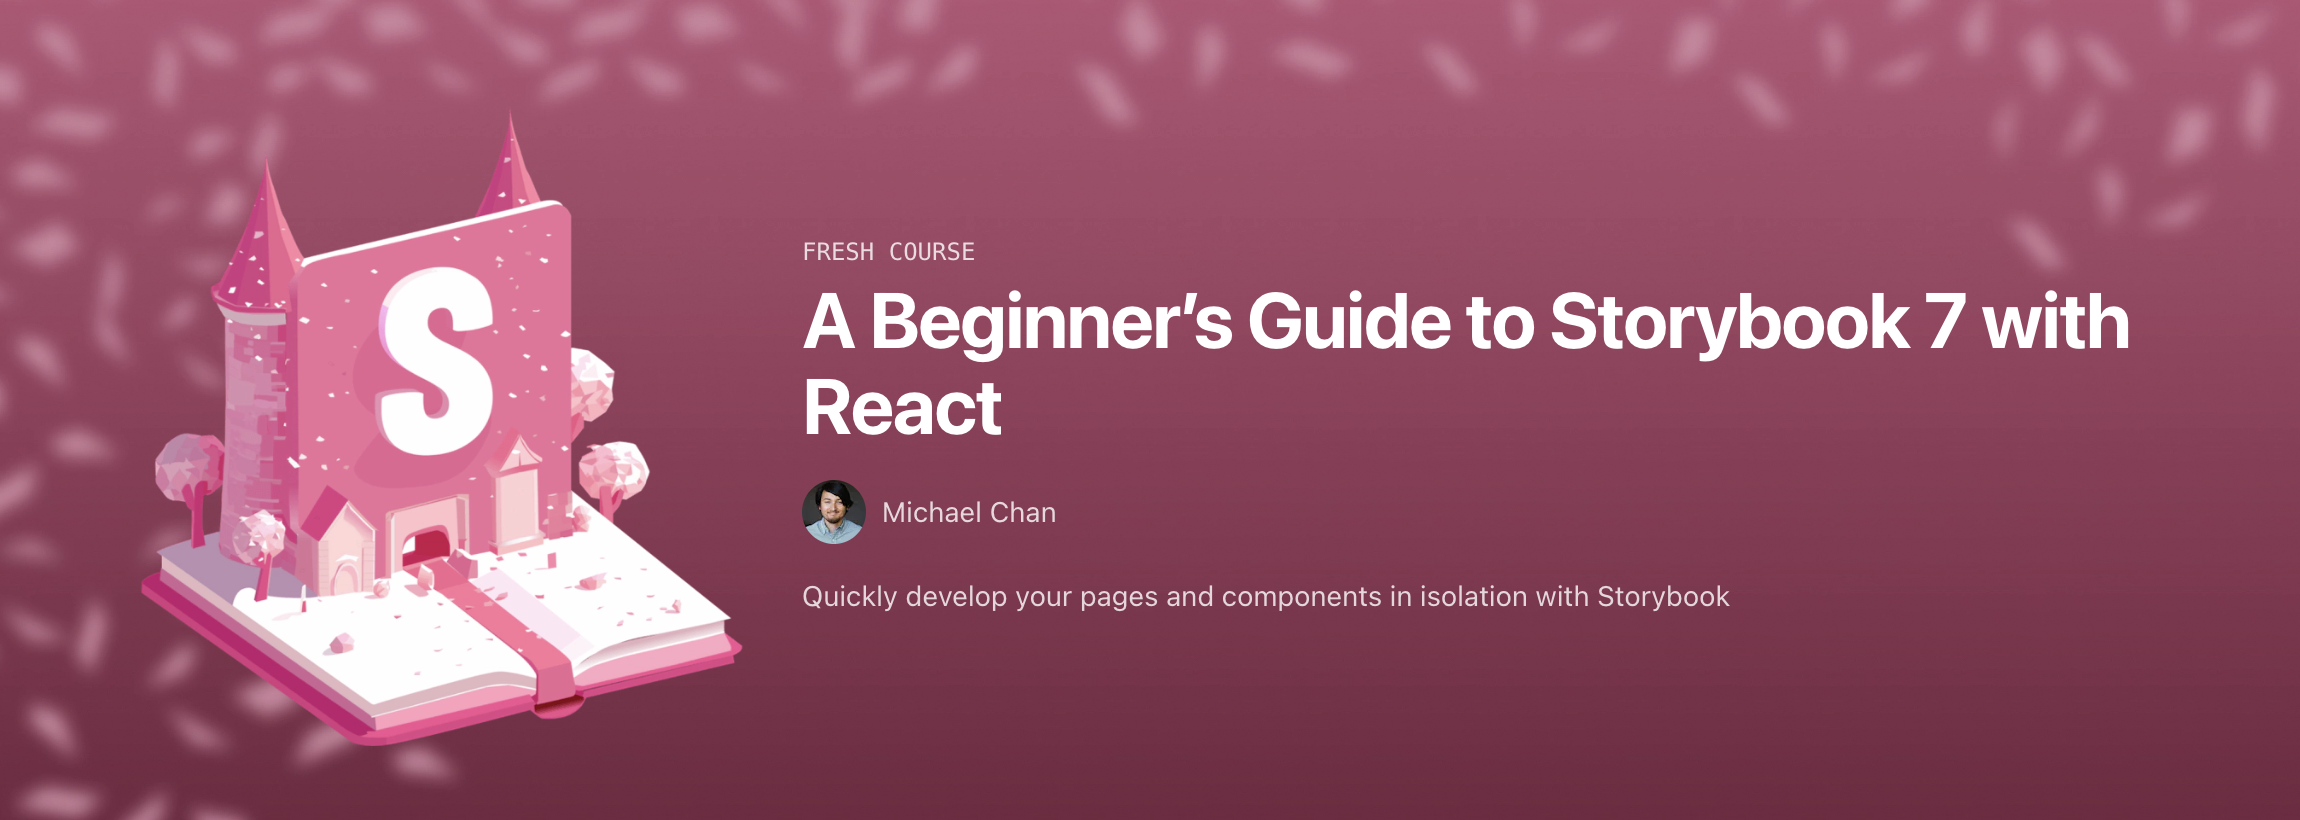 S
FRESH COURSE
A Beginner’s Guide to Storybook 7 with
React
Michael Chan
Quickly develop your pages and components in isolation with Storybook